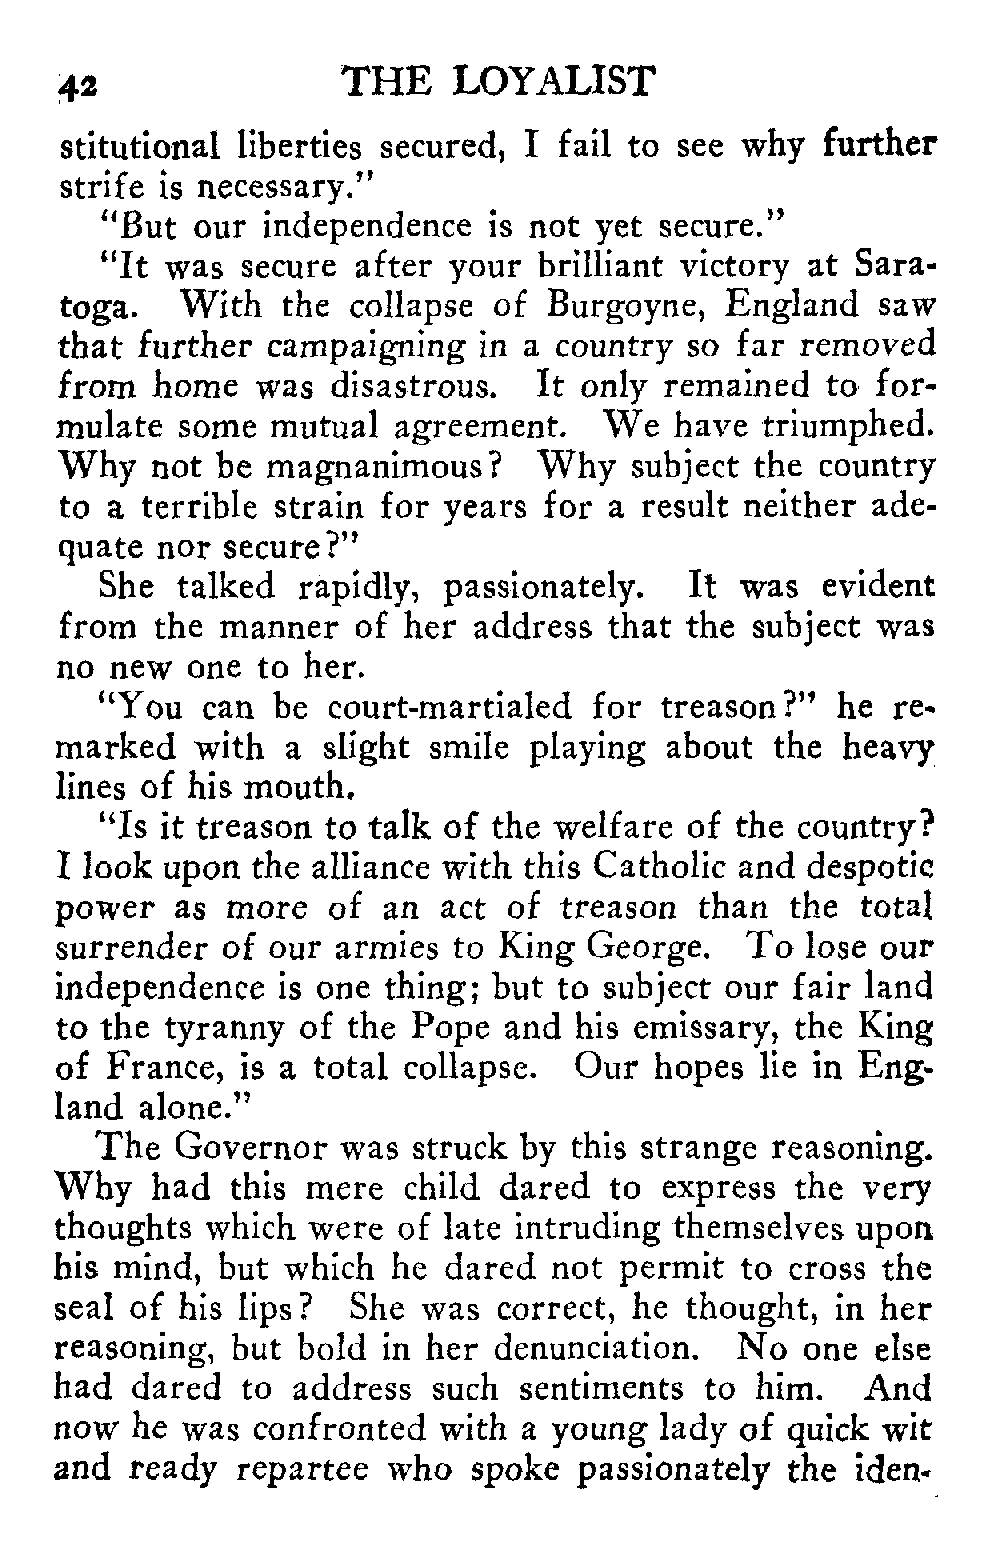 42 THE LOYALIST
stitutional liberties secured, I fail to see why further
strife is necessary."
"But our independence is not yet secure."
"It was secure after your brilliant victory at Sara-
toga. With the collapse of Burgoyne, England saw
that further campaigning in a country so far removed
from home was disastrous. It only remained to for-
mulate some mutual agreement. We have triumphed.
Why not be magnanimous? Why subject the country
to a terrible strain for years for a result neither ade-
quate nor secure?"
She talked rapidly, passionately. It was evident
from the manner of her address that the subject was
no new one to her.
"You can be court-martialed for treason?" he re-
marked with a slight smile playing about the heavy
lines of his mouth.
"Is it treason to talk of the welfare of the country?
I look upon the alliance with this Catholic and despotic
power as more of an act of treason than the total
surrender of our armies to King George. To lose our
independence is one thing; but to subject our fair land
to the tyranny of the Pope and his emissary, the King
of France, is a total collapse. Our hopes lie in Eng-
land alone."
The Governor was struck by this strange reasoning.
Why had this mere child dared to express the very
thoughts which were of late intruding themselves upon
his mind, but which he dared not permit to cross the
seal of his lips? She was correct, he thought, in her
reasoning, but bold in her denunciation. No one else
had dared to address such sentiments to him. And
now he was confronted with a young lady of quick wit
and ready repartee who spoke passionately the iden-